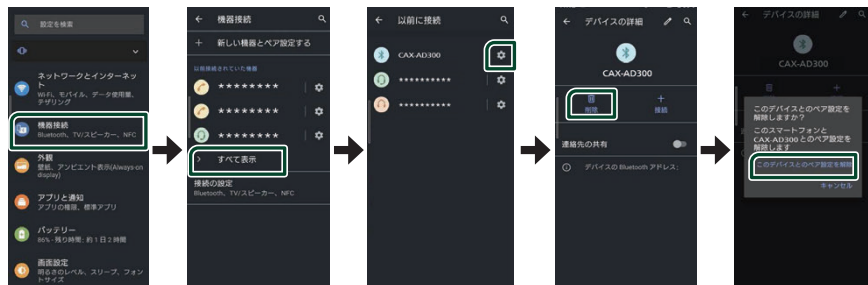 設定を検索
ネットワークとインターネッ
ト
Wi-Fi、モバイル、データ使用量、
テザリング
機器接続
Bluetooth、TV/スピーカー、NFC
外観
壁紙、アンビエント表示(Always-on
display)
アプリと通知
アプリの権限、標準アプリ
バッテリー
86% - 残り時間: 約 1 日 2 時間
画面設定
明るさのレベル、スリープ、フォン
トサイズ
機器接続
新しい機器とペア設定する
以前接続されていた機器
********
********
********
すべて表示
接続の設定
Bluetooth、TV/スピーカー、NFC
以前に接続
CAX-AD300
**********
**********
デバイスの詳細
CAX-AD300
削除
接続
連絡先の共有
デバイスの Bluetooth アドレス:
デバイスの詳細
CAX-AD300
このデバイスとのペア設定を
解除しますか？
このスマートフォンと
CAX-AD300 とのペア設定を
解除します
このデバイスとのペア設定を解除
キャンセル